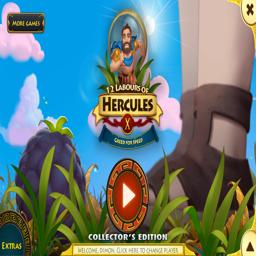 MORE GAMES
12 LABOURS OF
HERCULES
X
GREED FOR SPEED
COLLECTOR'S EDITION
EXTRAS
WELCOME, DIMON. CLICK HERE TO CHANGE PLAYER.